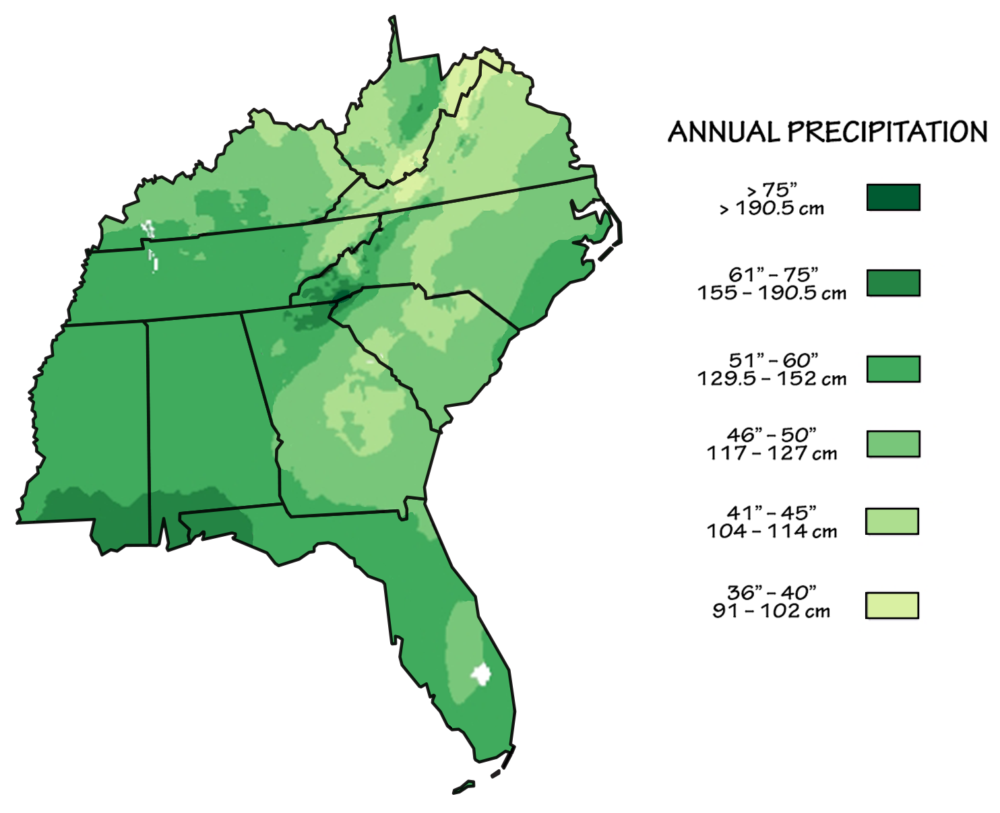 ANNUAL PRECIPITATION
> 75”
> 190.5 cm
61” – 75”
155 – 190.5 cm
51” – 60”
129.5 – 152 cm
46” – 50”
117 – 127 cm
41” – 45”
104 – 114 cm
36” – 40”
91 – 102 cm